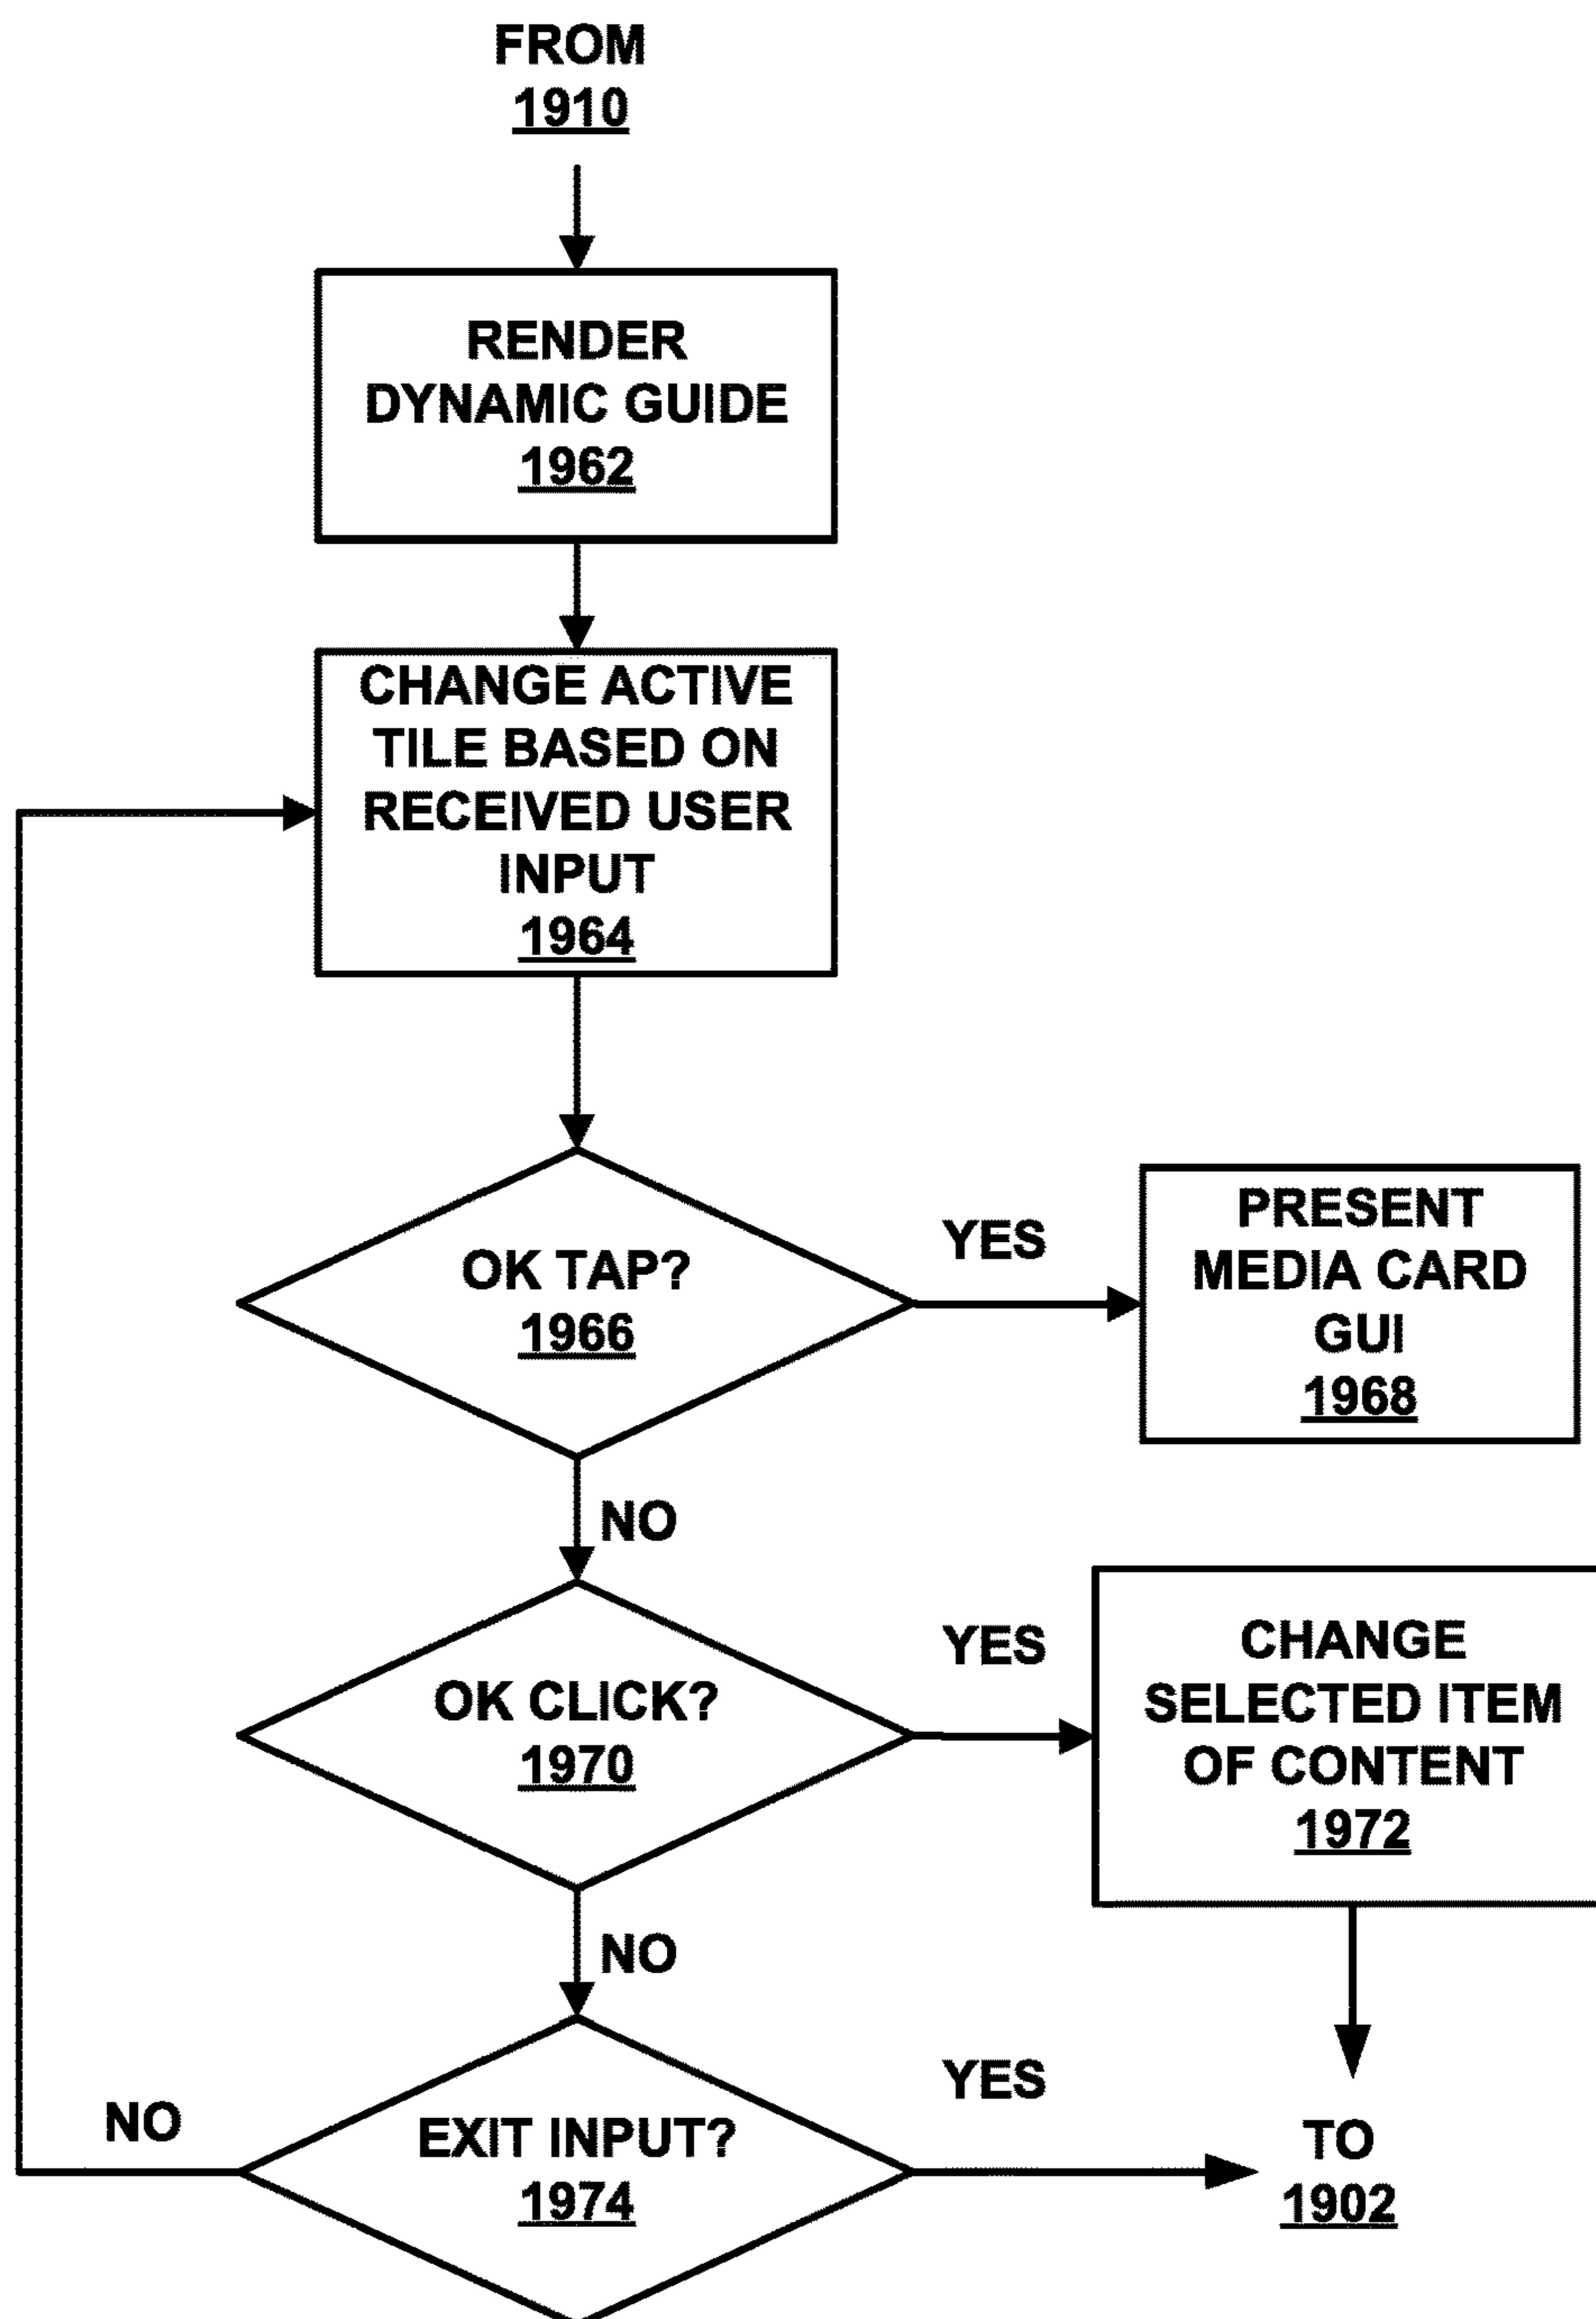 FROM
1910
RENDER
DYNAMIC GUIDE
1962
CHANGE ACTIVE
TILE BASED ON
RECEIVED USER
INPUT
1964
OK TAP?
1966
YES
PRESENT
MEDIA CARD
GUI
1968
NO
OK CLICK?
1970
YES
CHANGE
SELECTED ITEM
OF CONTENT
1972
NO
EXIT INPUT?
1974
NO
YES
TO
1902